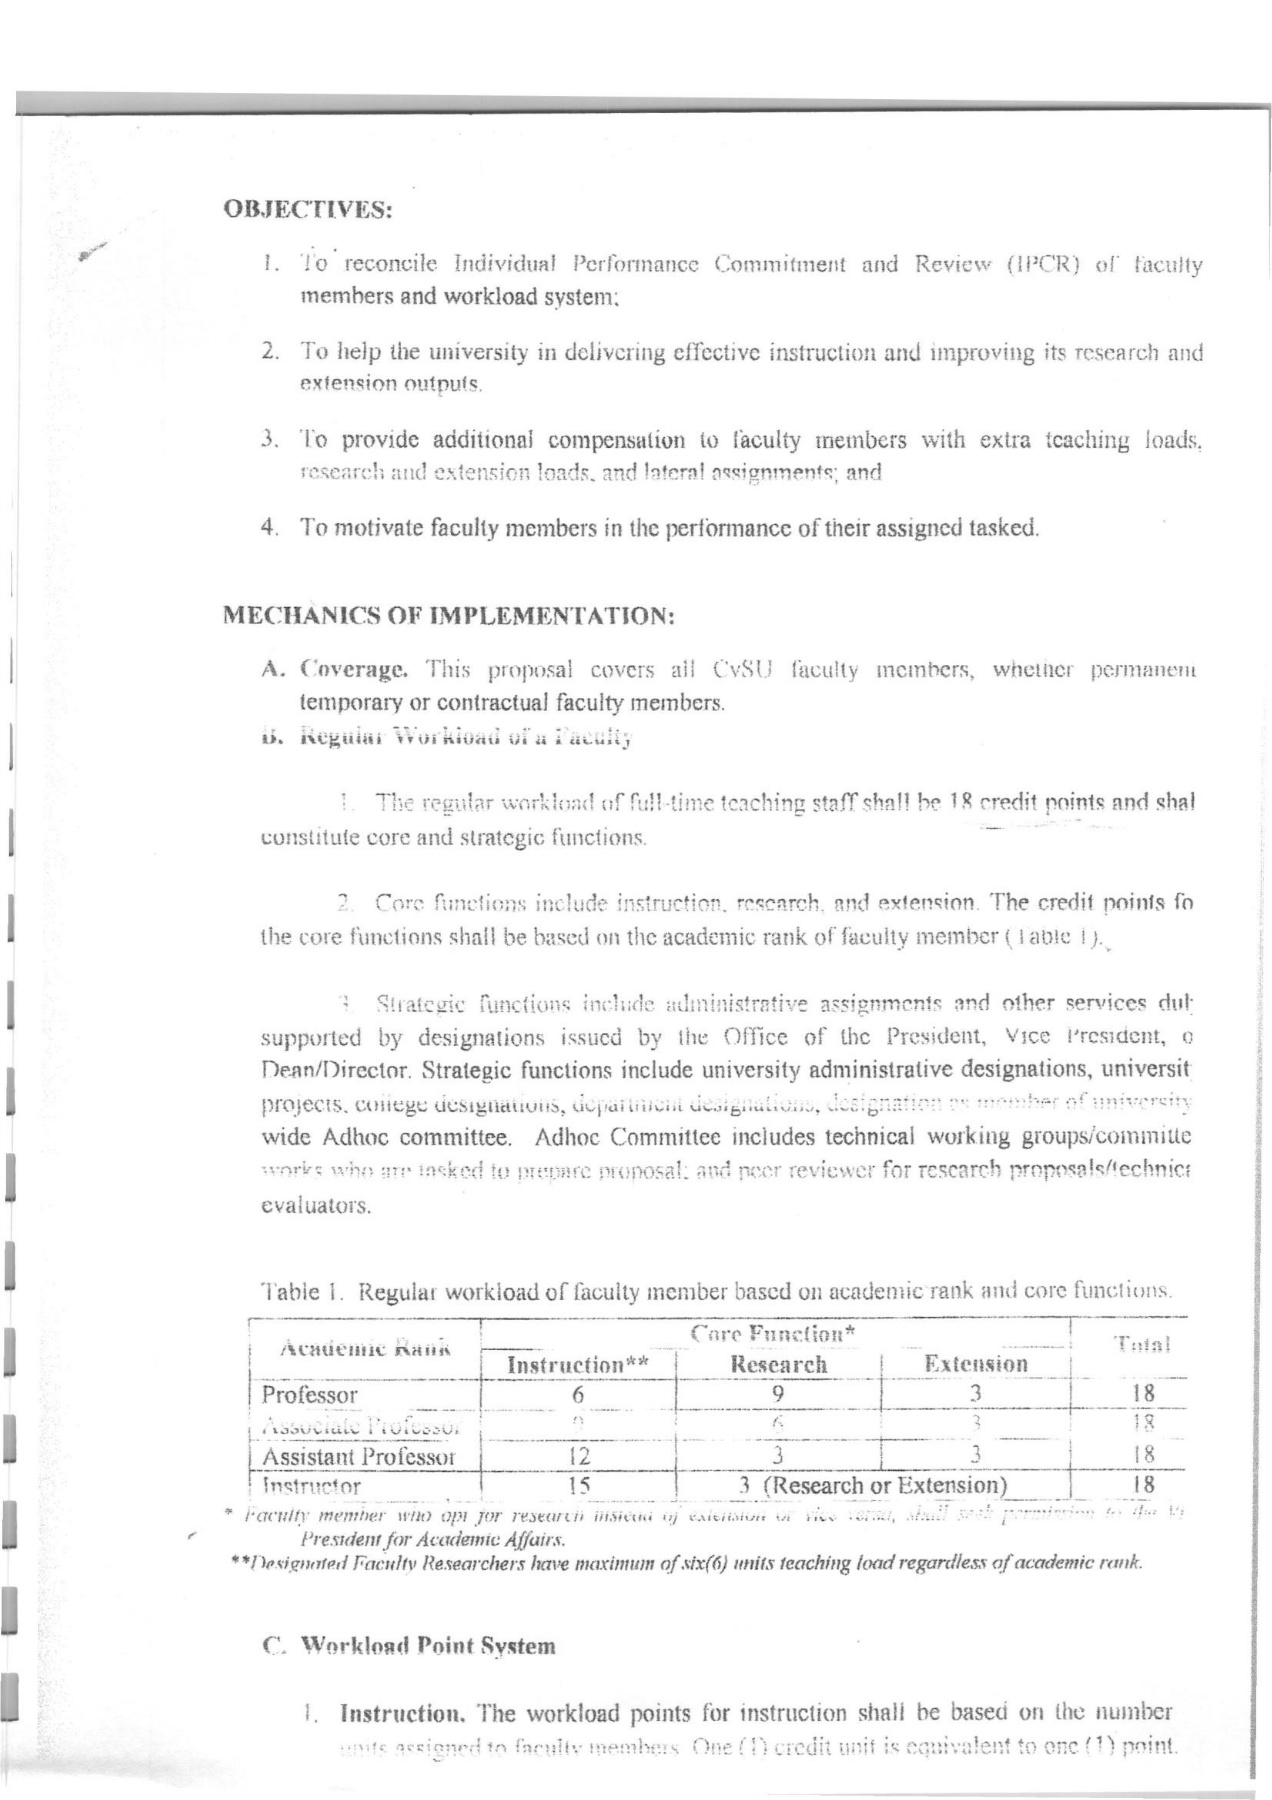 OBJECTIVES:
1. To reconcile Individual Performance Commitment and Review (IPCR) of faculty
members and workload system;
2. To help the university in delivering effective instruction and improving its research and
extension outputs.
3. To provide additional compensation to faculty members with extra teaching loads,
research and extension loads, and lateral assignments; and
4. To motivate faculty members in the performance of their assigned tasked.
MECHANICS OF IMPLEMENTATION:
A. Coverage. This proposal covers all CvSU faculty members, whether permanent
temporary or contractual faculty members.
B. Regular Workload of a Faculty
1. The regular workload of full-time teaching staff shall be 18 credit points and shal
constitute core and strategic functions.
2. Core functions include instruction, research, and extension. The credit points fo
the core functions shall be based on the academic rank of faculty member (Table 1).
3. Strategic functions include administrative assignments and other services dul
supported by designations issued by the Office of the President, Vice President, o
Dean/Director. Strategic functions include university administrative designations, universit
projects, college designations, department designations, designation as member of university
wide Adhoc committee. Adhoc Committee includes technical working groups/committe
works who are tasked to prepare proposal; and peer reviewer for research proposals/technica
evaluators.
Table 1. Regular workload of faculty member based on academic rank and core functions.
Academic Rank Core Function* Total
Instruction** Research Extension
Professor 6 9 3 18
Associate Professor 9 6 3 18
Assistant Professor 12 3 3 18
Instructor 15 3 (Research or Extension) 18
* Faculty member who opt for research instead of extension or vice versa, shall seek permission to the Vi
President for Academic Affairs.
**Designated Faculty Researchers have maximum of six(6) units teaching load regardless of academic rank.
C. Workload Point System
1. Instruction. The workload points for instruction shall be based on the number
units assigned to faculty members. One (1) credit unit is equivalent to one (1) point.